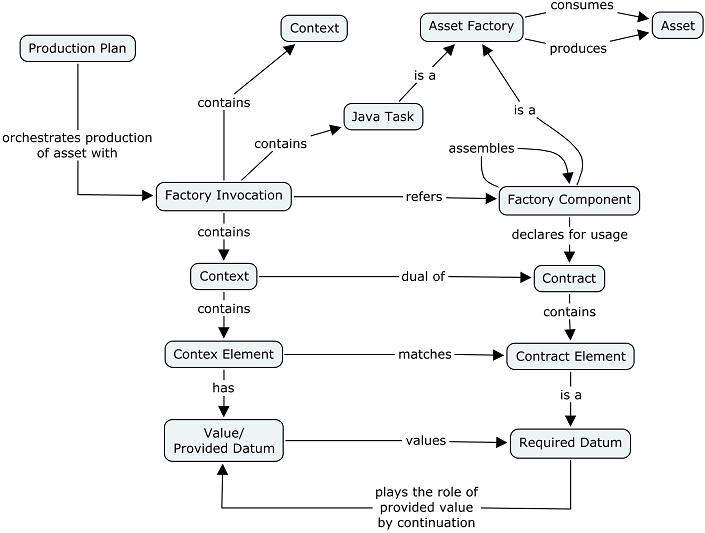 consumes
Context
Asset Factory
Asset
Production Plan
produces
is a
contains
Java Task
is a
orchestrates production
of asset with
contains
assembles
Factory Invocation
refers
Factory Component
contains
declares for usage
Context
dual of
Contract
contains
contains
Contex Element
matches
Contract Element
has
is a
Value/
Provided Datum
values
Required Datum
plays the role of
provided value
by continuation